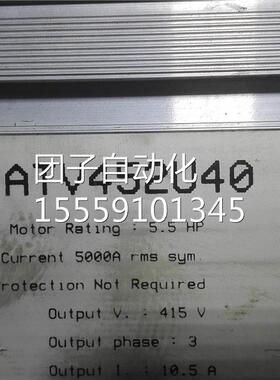 ATV452U40
团子自动化
15559101345
Motor Rating : 5.5 HP
Current 5000A rms sym
rotection Not Required
Output V. : 415 V
Output phase : 3
Output I. : 10.5 A